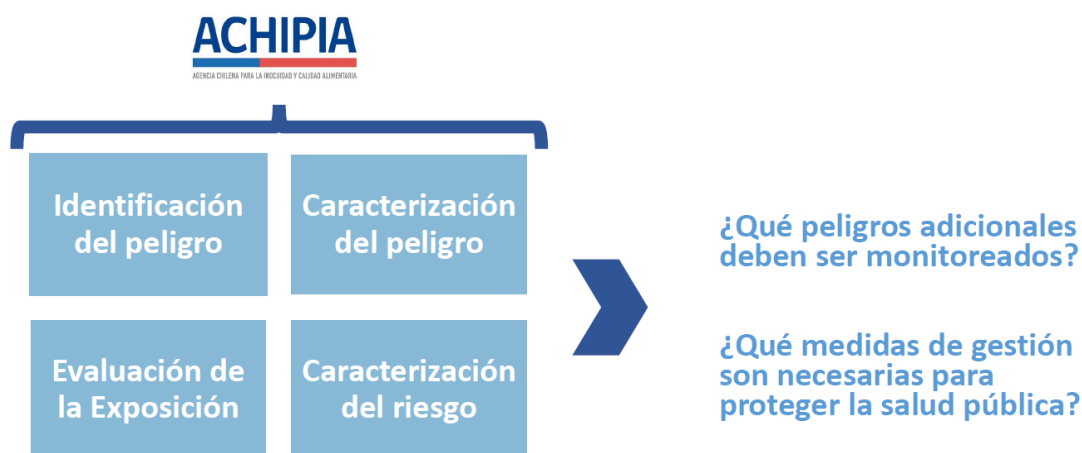 ACHIPIA
AGENCIA CHILENA PARA LA INOCUIDAD Y CALIDAD ALIMENTARIA
Identificación
del peligro
Caracterización
del peligro
Evaluación de
la Exposición
Caracterización
del riesgo
¿Qué peligros adicionales
deben ser monitoreados?
¿Qué medidas de gestión
son necesarias para
proteger la salud pública?